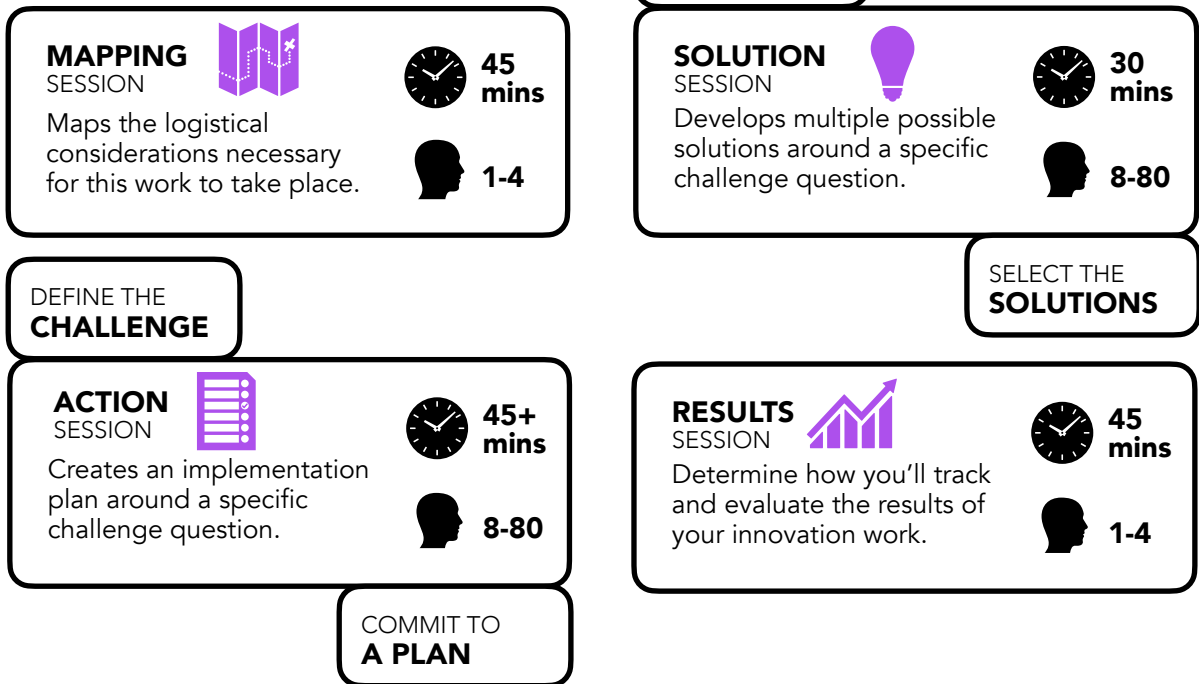 MAPPING
SESSION
45
mins
Maps the logistical
considerations necessary
for this work to take place.
1-4
SOLUTION
SESSION
30
mins
Develops multiple possible
solutions around a specific
challenge question.
8-80
SELECT THE
SOLUTIONS
DEFINE THE
CHALLENGE
ACTION
SESSION
45+
mins
Creates an implementation
plan around a specific
challenge question.
8-80
COMMIT TO
A PLAN
RESULTS
SESSION
45
mins
Determine how you’ll track
and evaluate the results of
your innovation work.
1-4